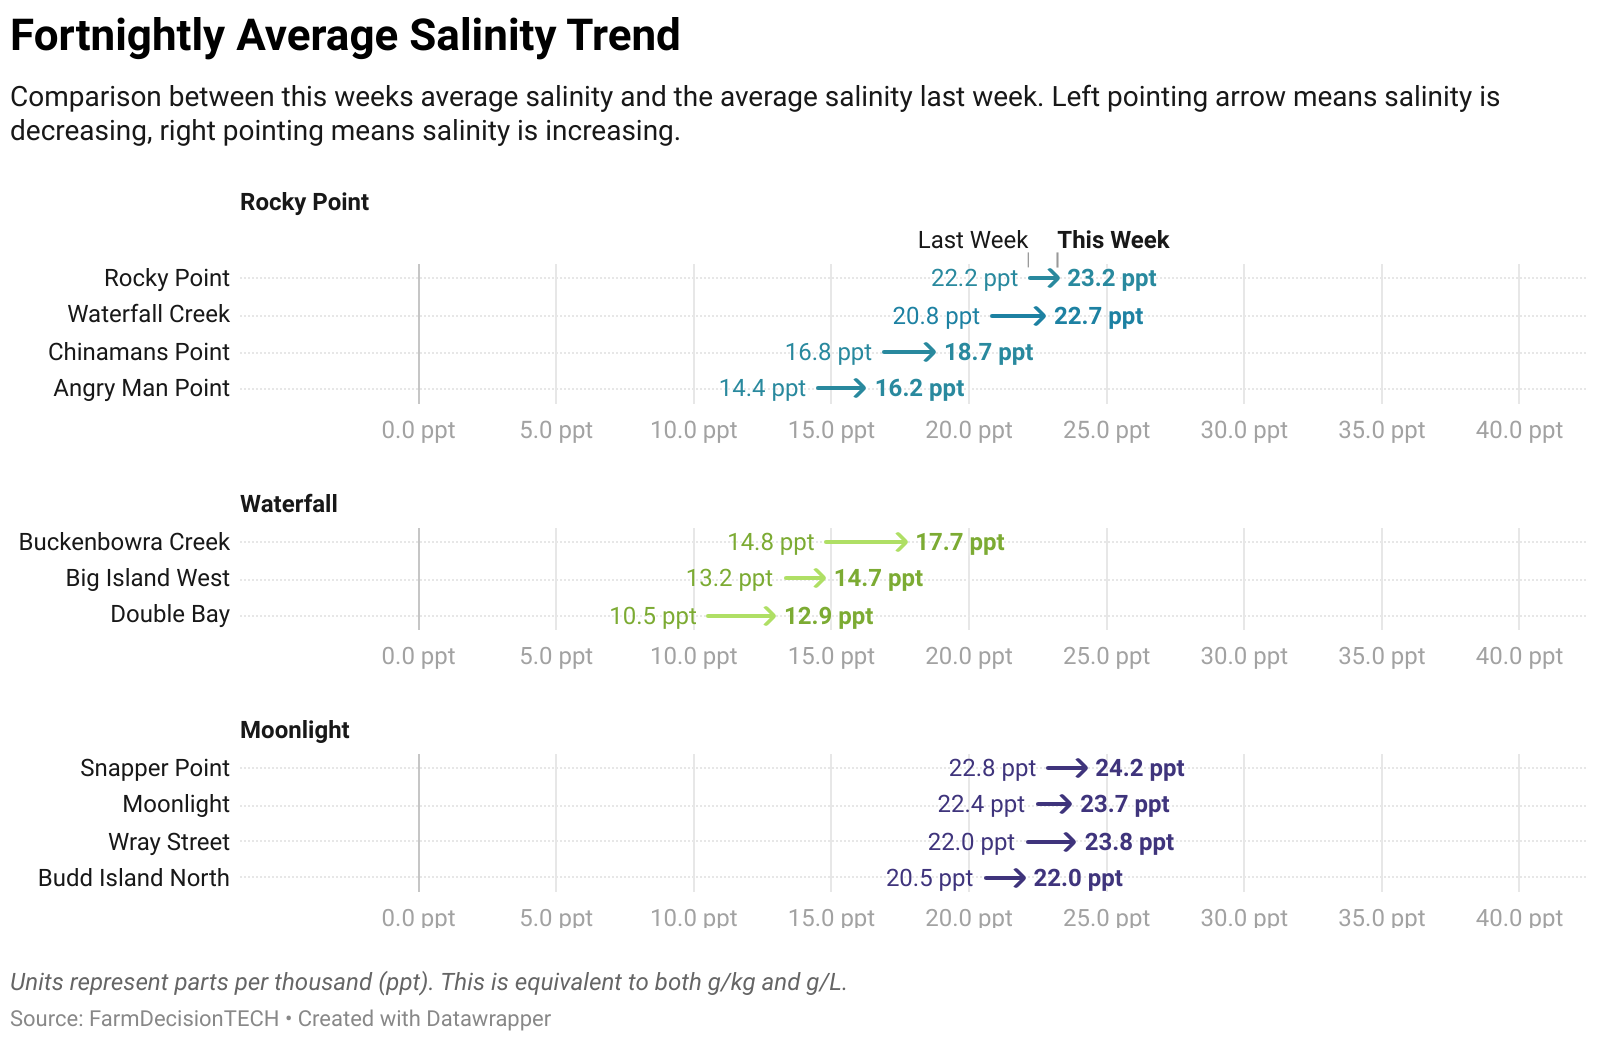 Fortnightly Average Salinity Trend
Comparison between this weeks average salinity and the average salinity last week. Left pointing arrow means salinity is
decreasing, right pointing means salinity is increasing.
Rocky Point
Last Week This Week
Rocky Point 22.2 ppt 23.2 ppt
Waterfall Creek 20.8 ppt 22.7 ppt
Chinamans Point 16.8 ppt 18.7 ppt
Angry Man Point 14.4 ppt 16.2 ppt
0.0 ppt 5.0 ppt 10.0 ppt 15.0 ppt 20.0 ppt 25.0 ppt 30.0 ppt 35.0 ppt 40.0 ppt
Waterfall
Buckenbowra Creek 14.8 ppt 17.7 ppt
Big Island West 13.2 ppt 14.7 ppt
Double Bay 10.5 ppt 12.9 ppt
0.0 ppt 5.0 ppt 10.0 ppt 15.0 ppt 20.0 ppt 25.0 ppt 30.0 ppt 35.0 ppt 40.0 ppt
Moonlight
Snapper Point 22.8 ppt 24.2 ppt
Moonlight 22.4 ppt 23.7 ppt
Wray Street 22.0 ppt 23.8 ppt
Budd Island North 20.5 ppt 22.0 ppt
0.0 ppt 5.0 ppt 10.0 ppt 15.0 ppt 20.0 ppt 25.0 ppt 30.0 ppt 35.0 ppt 40.0 ppt
Units represent parts per thousand (ppt). This is equivalent to both g/kg and g/L.
Source: FarmDecisionTECH • Created with Datawrapper